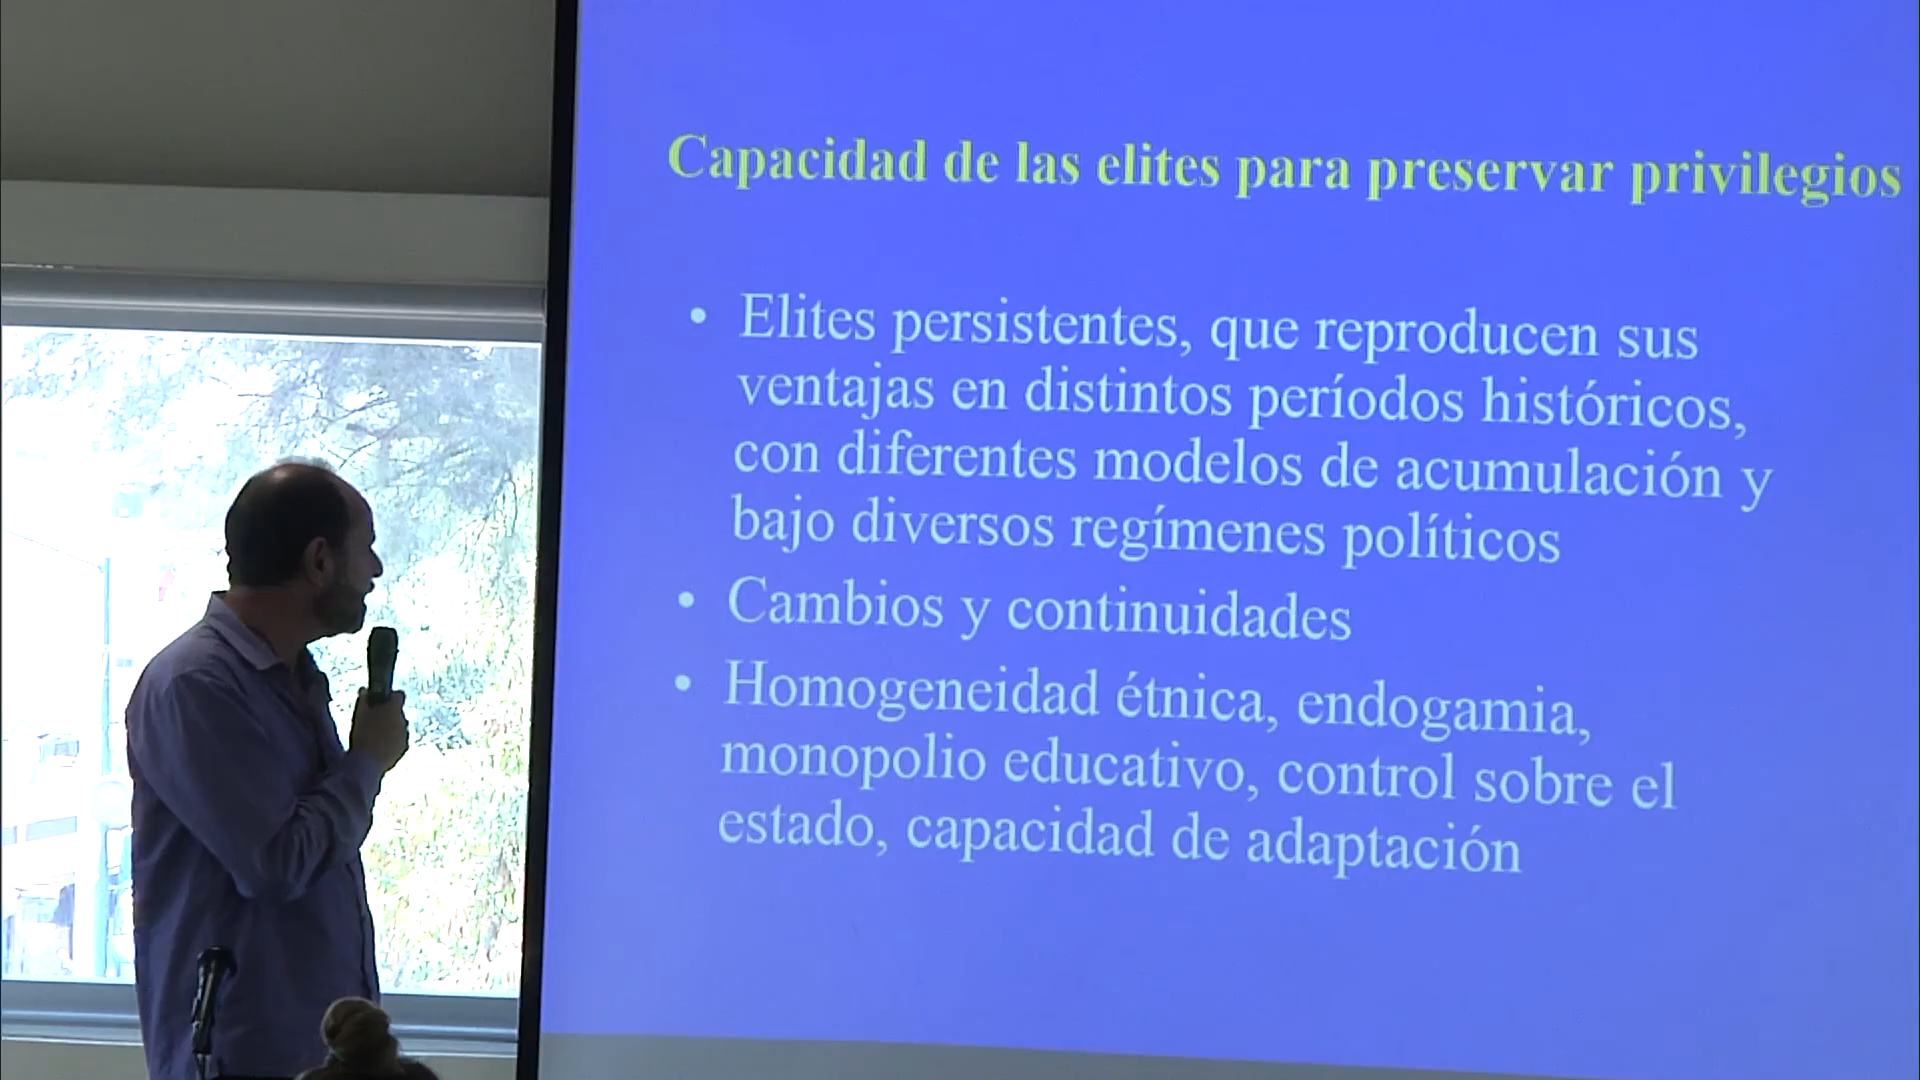 Capacidad de las elites para preservar privilegios
• Elites persistentes, que reproducen sus
ventajas en distintos períodos históricos,
con diferentes modelos de acumulación y
bajo diversos regímenes políticos
• Cambios y continuidades
• Homogeneidad étnica, endogamia,
monopolio educativo, control sobre el
estado, capacidad de adaptación